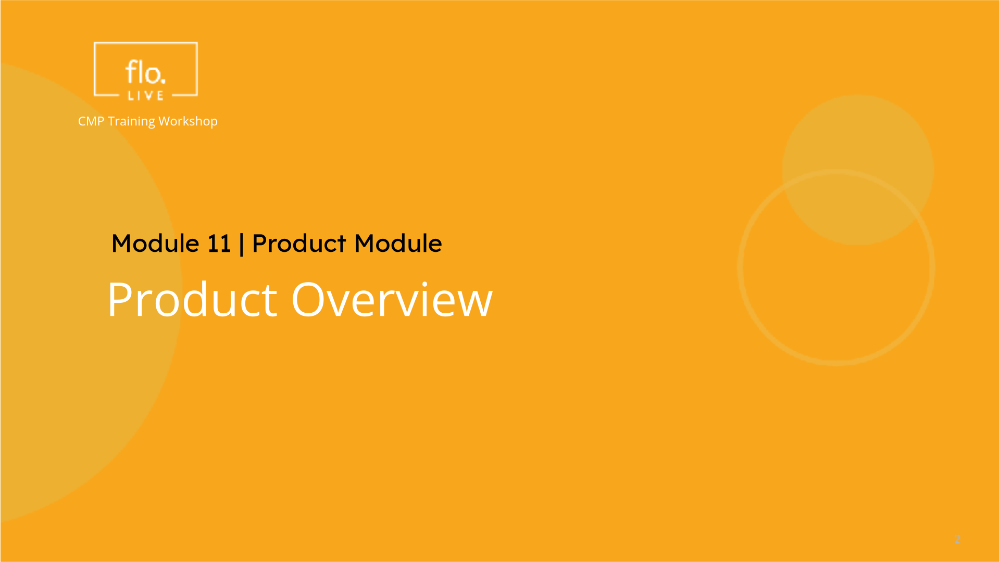 flo.
LIVE
CMP Training Workshop
Module 11 | Product Module
Product Overview
2